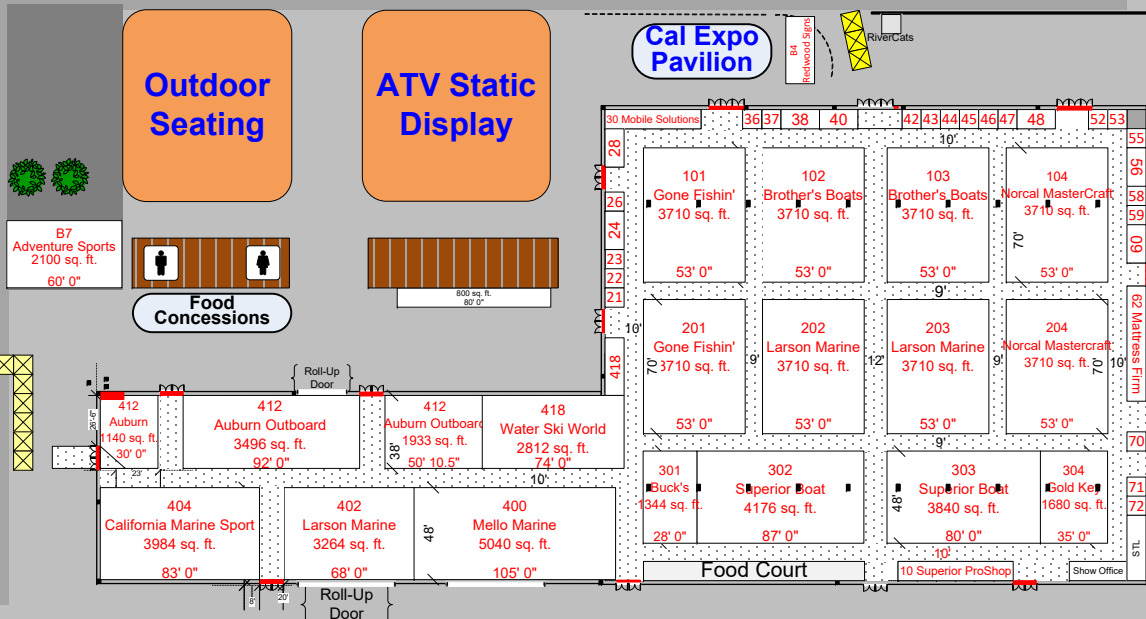 Outdoor
Seating
ATV Static
Display
Cal Expo
Pavilion
B4
Redwood Signs
RiverCats
30 Mobile Solutions
36
37
38
40
42
43
44
45
46
47
48
52
53
55
56
58
59
60
62 Mattress Firm
70
71
72
STL
28
26
24
23
22
21
418
10'
101
Gone Fishin'
3710 sq. ft.
53' 0"
102
Brother's Boats
3710 sq. ft.
53' 0"
103
Brother's Boats
3710 sq. ft.
53' 0"
104
Norcal MasterCraft
3710 sq. ft.
70'
53' 0"
9'
10'
201
Gone Fishin'
3710 sq. ft.
70'
53' 0"
9'
202
Larson Marine
3710 sq. ft.
53' 0"
12'
203
Larson Marine
3710 sq. ft.
53' 0"
9'
204
Norcal Mastercraft
3710 sq. ft.
70'
53' 0"
10'
9'
301
Buck's
1344 sq. ft.
28' 0"
302
Superior Boat
4176 sq. ft.
87' 0"
48'
303
Superior Boat
3840 sq. ft.
80' 0"
304
Gold Key
1680 sq. ft.
35' 0"
10'
Food Court
10 Superior ProShop
Show Office
B7
Adventure Sports
2100 sq. ft.
60' 0"
Food
Concessions
800 sq. ft.
80' 0"
Roll-Up
Door
26'-6"
412
Auburn
1140 sq. ft.
30' 0"
23'
412
Auburn Outboard
3496 sq. ft.
92' 0"
38'
412
Auburn Outboard
1933 sq. ft.
50' 10.5"
418
Water Ski World
2812 sq. ft.
74' 0"
10'
404
California Marine Sport
3984 sq. ft.
83' 0"
402
Larson Marine
3264 sq. ft.
68' 0"
48'
400
Mello Marine
5040 sq. ft.
105' 0"
8'
20'
Roll-Up
Door